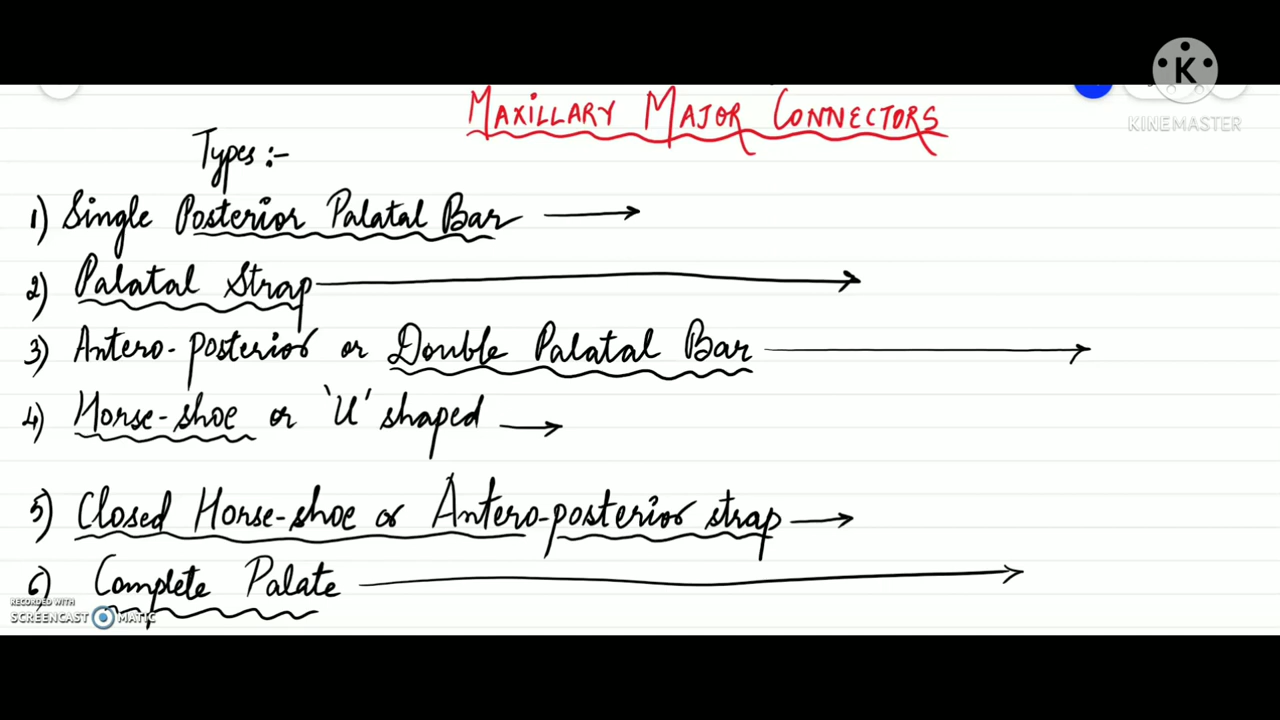 MAXILLARY MAJOR CONNECTORS
K
KINEMASTER
Types :-
1) Single Posterior Palatal Bar →
2) Palatal Strap →
3) Antero-posterior or Double Palatal Bar →
4) Horse-shoe or 'U' shaped →
5) Closed Horse-shoe or Antero-posterior strap →
6) Complete Palate →
RECORDED WITH
SCREENCAST MATIC